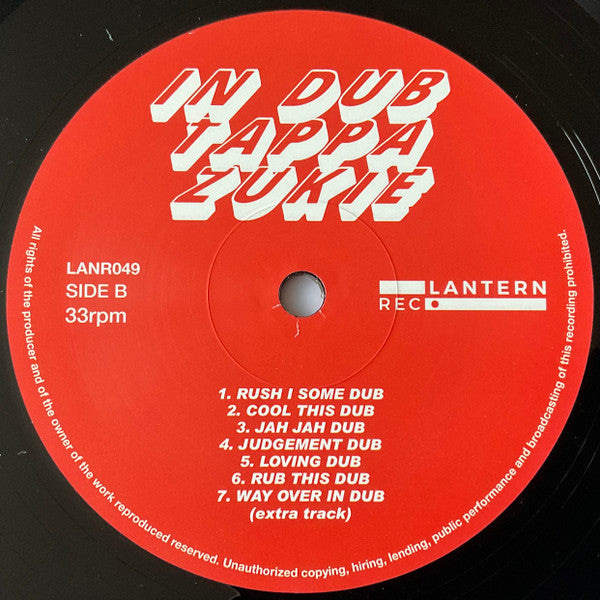 IN DUB
TAPPA
ZUKIE
LANR049
SIDE B
33rpm
LANTERN
REC
1. RUSH I SOME DUB
2. COOL THIS DUB
3. JAH JAH DUB
4. JUDGEMENT DUB
5. LOVING DUB
6. RUB THIS DUB
7. WAY OVER IN DUB
(extra track)
All rights of the producer and of the owner of the work reproduced reserved. Unauthorized copying, hiring, lending, public performance and broadcasting of this recording prohibited.